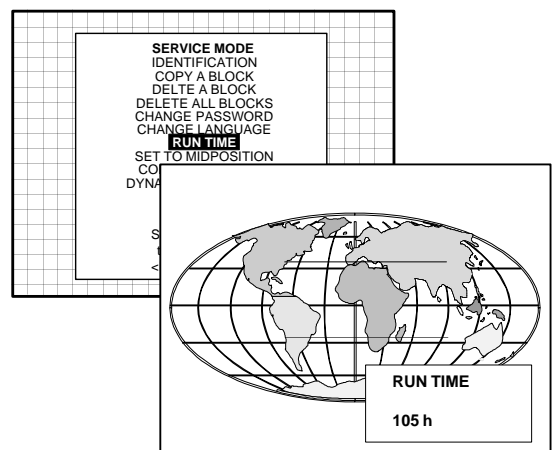 SERVICE MODE
IDENTIFICATION
COPY A BLOCK
DELTE A BLOCK
DELETE ALL BLOCKS
CHANGE PASSWORD
CHANGE LANGUAGE
RUN TIME
SET TO MIDPOSITION
RUN TIME
105 h